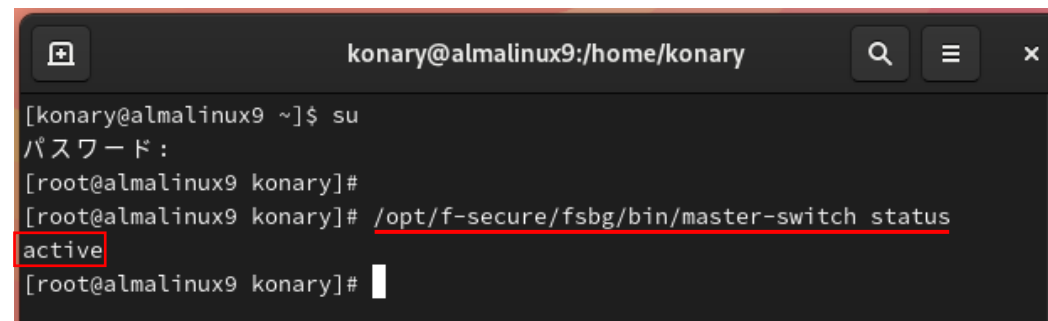 konary@almalinux9:/home/konary
[konary@almalinux9 ~]$ su
パスワード:
[root@almalinux9 konary]#
[root@almalinux9 konary]# /opt/f-secure/fsbg/bin/master-switch status
active
[root@almalinux9 konary]#